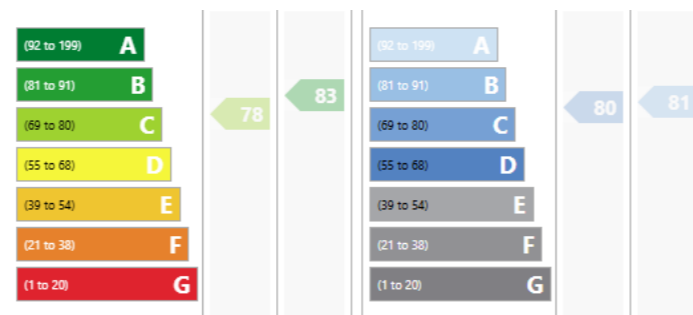 (92 to 199) A
(81 to 91) B
(69 to 80) C
(55 to 68) D
(39 to 54) E
(21 to 38) F
(1 to 20) G
78
83
(92 to 199) A
(81 to 91) B
(69 to 80) C
(55 to 68) D
(39 to 54) E
(21 to 38) F
(1 to 20) G
80
81